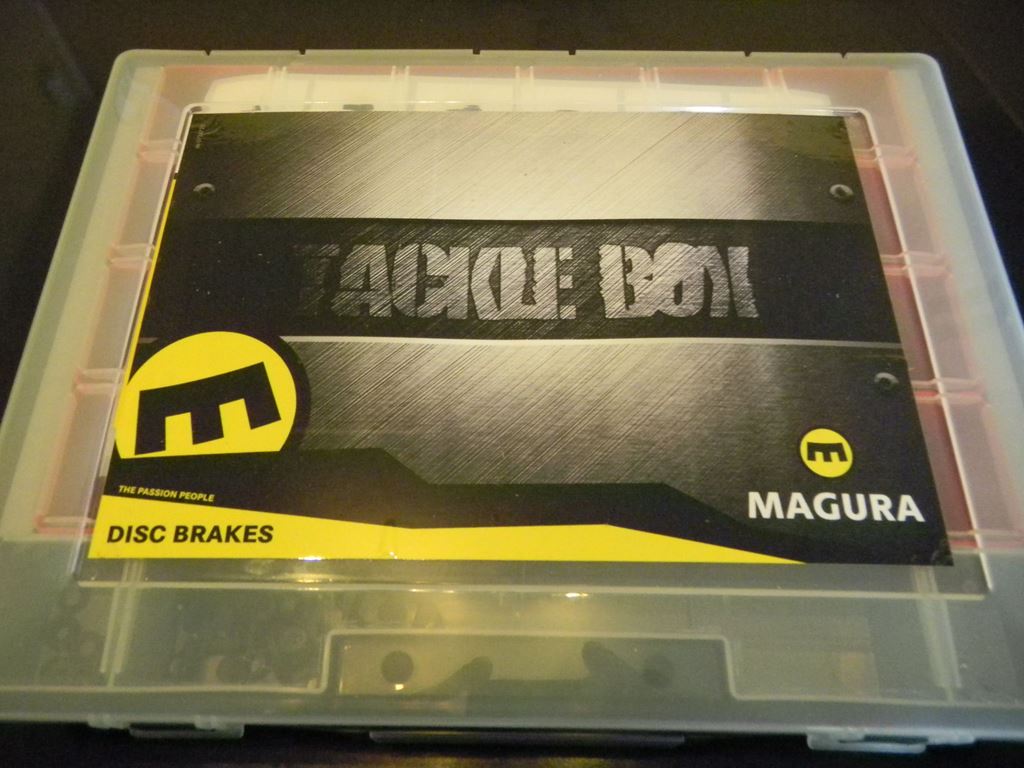 TACKLE BOX
THE PASSION PEOPLE
DISC BRAKES
MAGURA